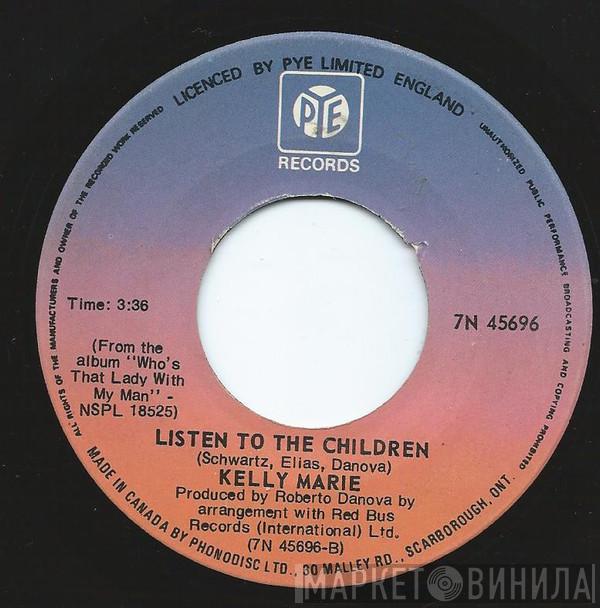 LICENCED BY PYE LIMITED ENGLAND
UNAUTHORIZED PUBLIC PERFORMANCE BROADCASTING AND COPYING PROHIBITED
ALL RIGHTS OF THE MANUFACTURERS AND OWNER OF THE RECORDED WORK RESERVED
PYE
RECORDS
Time: 3:36
7N 45696
(From the
album "Who's
That Lady With
My Man" -
NSPL 18525)
LISTEN TO THE CHILDREN
(Schwartz, Elias, Danova)
KELLY MARIE
Produced by Roberto Danova by
arrangement with Red Bus
Records (International) Ltd.
(7N 45696-B)
MADE IN CANADA BY PHONODISC LTD., 30 MALLEY RD., SCARBOROUGH, ONT.
МАРКЕТ ВИНИЛА